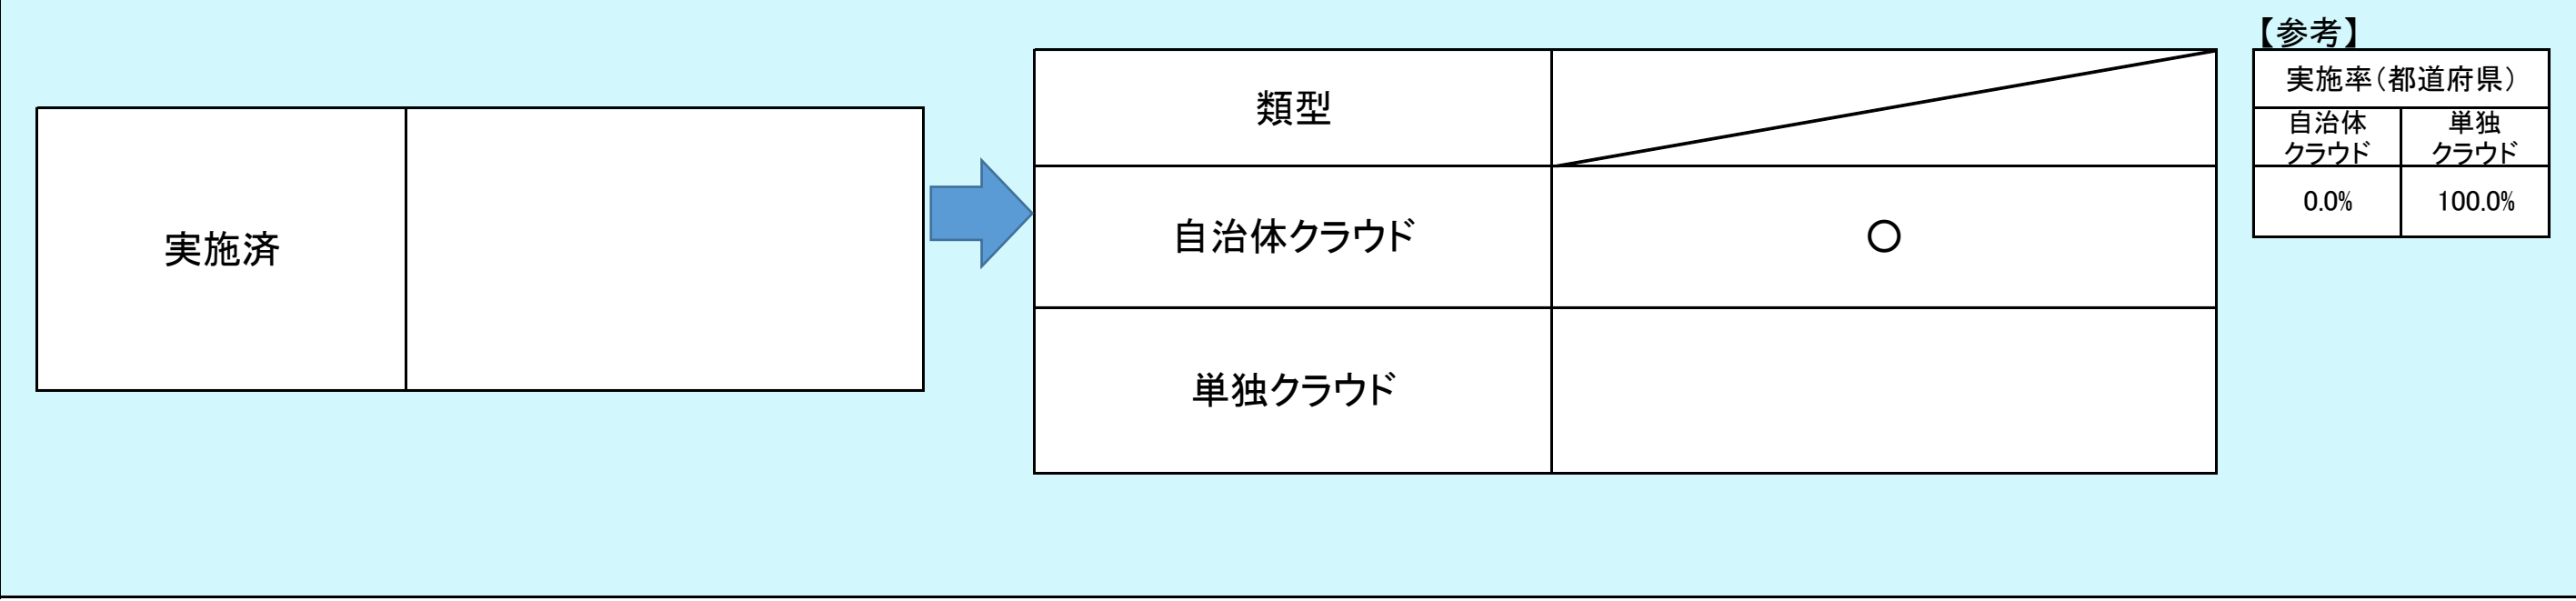 実施済
類型
自治体クラウド
○
単独クラウド
【参考】
実施率（都道府県）
自治体
クラウド
単独
クラウド
0.0%
100.0%